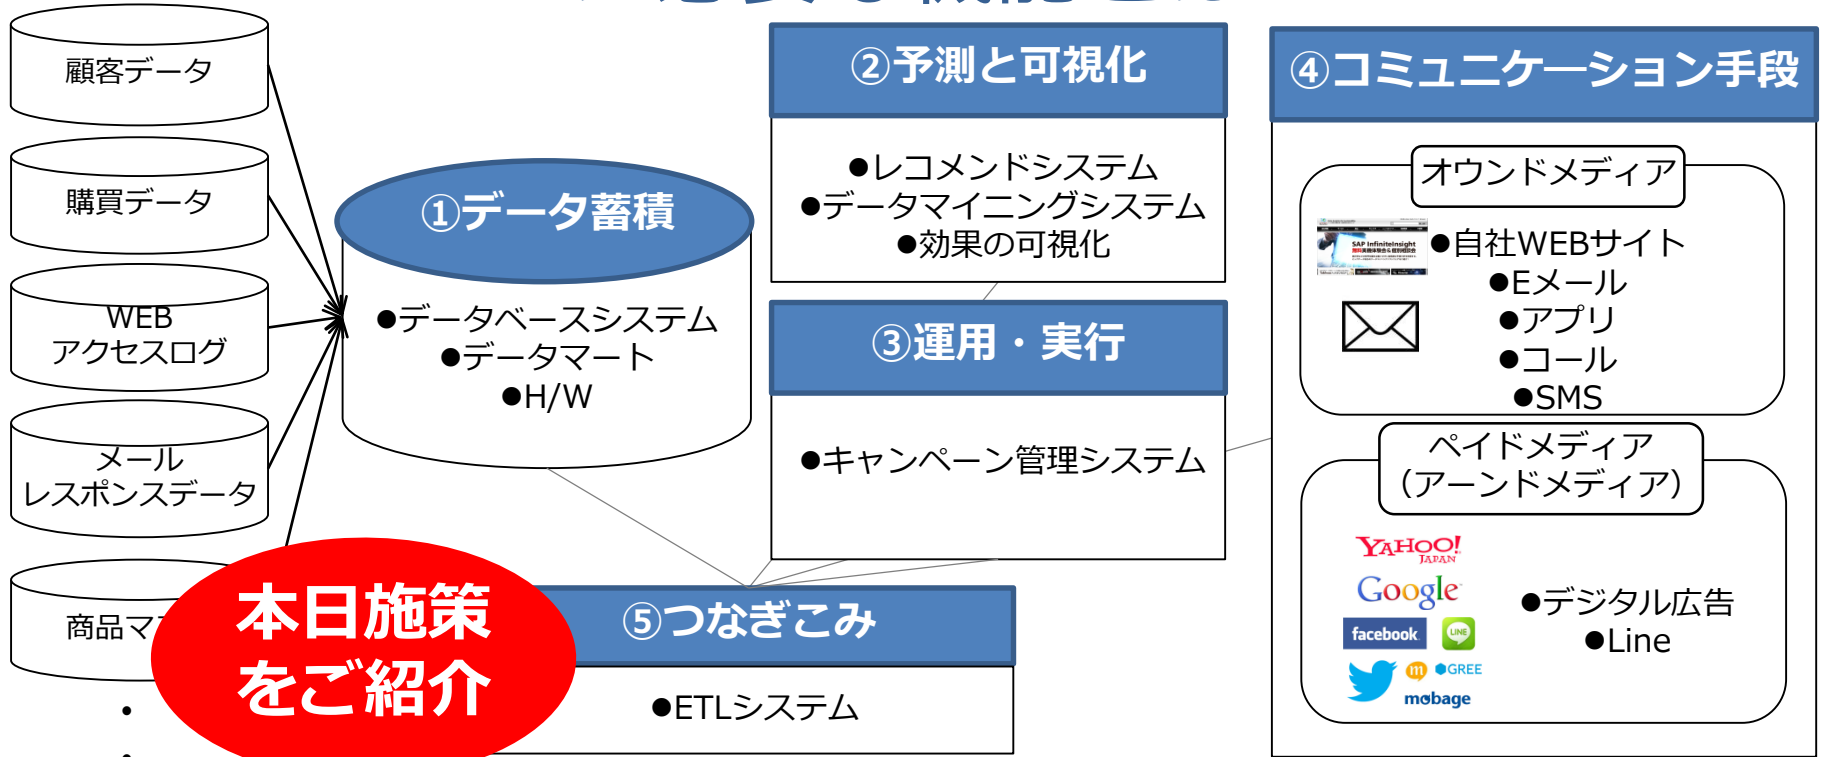 顧客データ
購買データ
WEB
アクセスログ
メール
レスポンスデータ
商品マ
・
・
①データ蓄積
●データベースシステム
●データマート
●H/W
本日施策
をご紹介
②予測と可視化
●レコメンドシステム
●データマイニングシステム
●効果の可視化
③運用・実行
●キャンペーン管理システム
⑤つなぎこみ
●ETLシステム
④コミュニケーション手段
オウンドメディア
SAP InfiniteInsight
●自社WEBサイト
●Eメール
●アプリ
●コール
●SMS
ペイドメディア
（アーンドメディア）
YAHOO!
JAPAN
Google
facebook
LINE
m
GREE
mobage
●デジタル広告
●Line